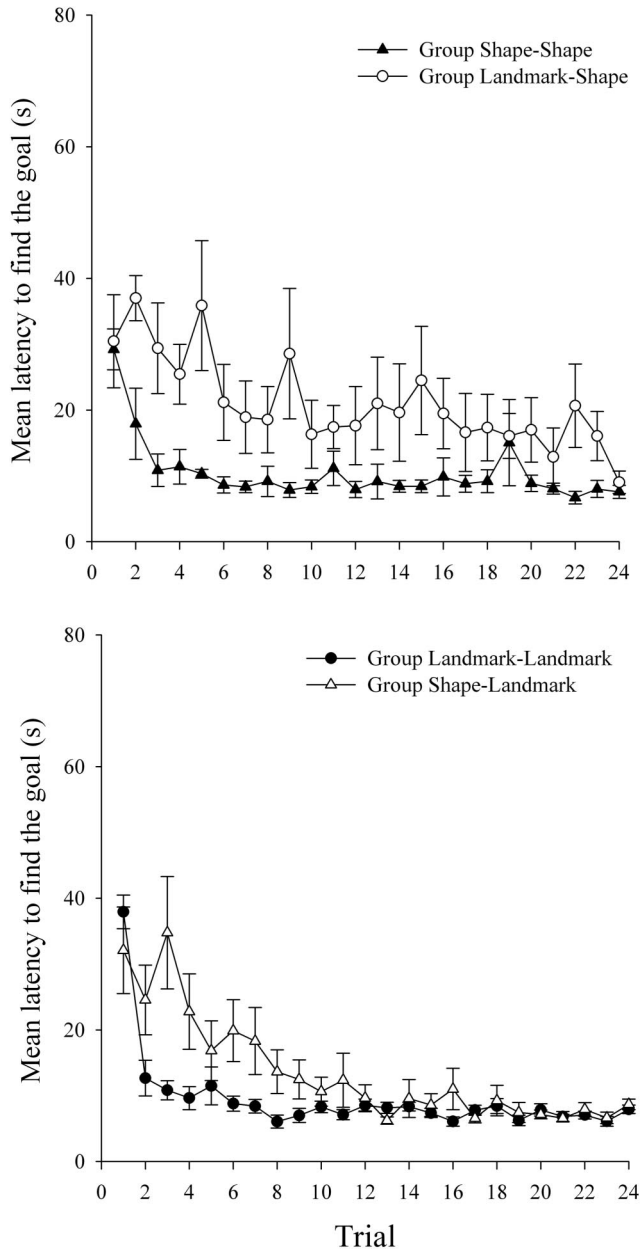 80
60
40
20
0
Mean latency to find the goal (s)
Group Shape-Shape
Group Landmark-Shape
0 2 4 6 8 10 12 14 16 18 20 22 24
80
60
40
20
0
Mean latency to find the goal (s)
Group Landmark-Landmark
Group Shape-Landmark
0 2 4 6 8 10 12 14 16 18 20 22 24
Trial